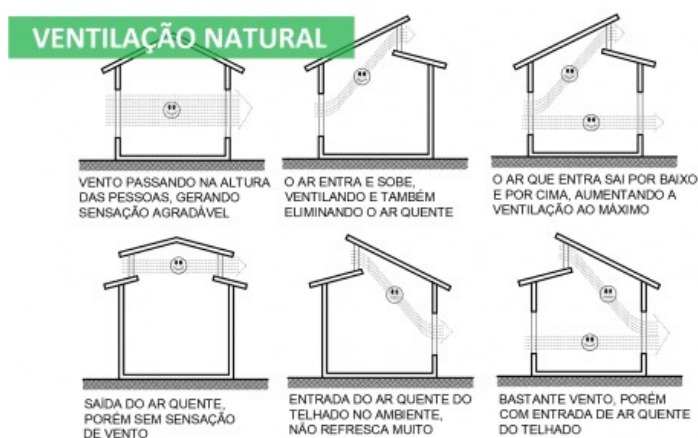 VENTILAÇÃO NATURAL
VENTO PASSANDO NA ALTURA
DAS PESSOAS, GERANDO
SENSAÇÃO AGRADÁVEL
O AR ENTRA E SOBE,
VENTILANDO E TAMBÉM
ELIMINANDO O AR QUENTE
O AR QUE ENTRA SAI POR BAIXO
E POR CIMA, AUMENTANDO A
VENTILAÇÃO AO MÁXIMO
SAÍDA DO AR QUENTE,
PORÉM SEM SENSAÇÃO
DE VENTO
ENTRADA DO AR QUENTE DO
TELHADO NO AMBIENTE,
NÃO REFRESCA MUITO
BASTANTE VENTO, PORÉM
COM ENTRADA DE AR QUENTE
DO TELHADO